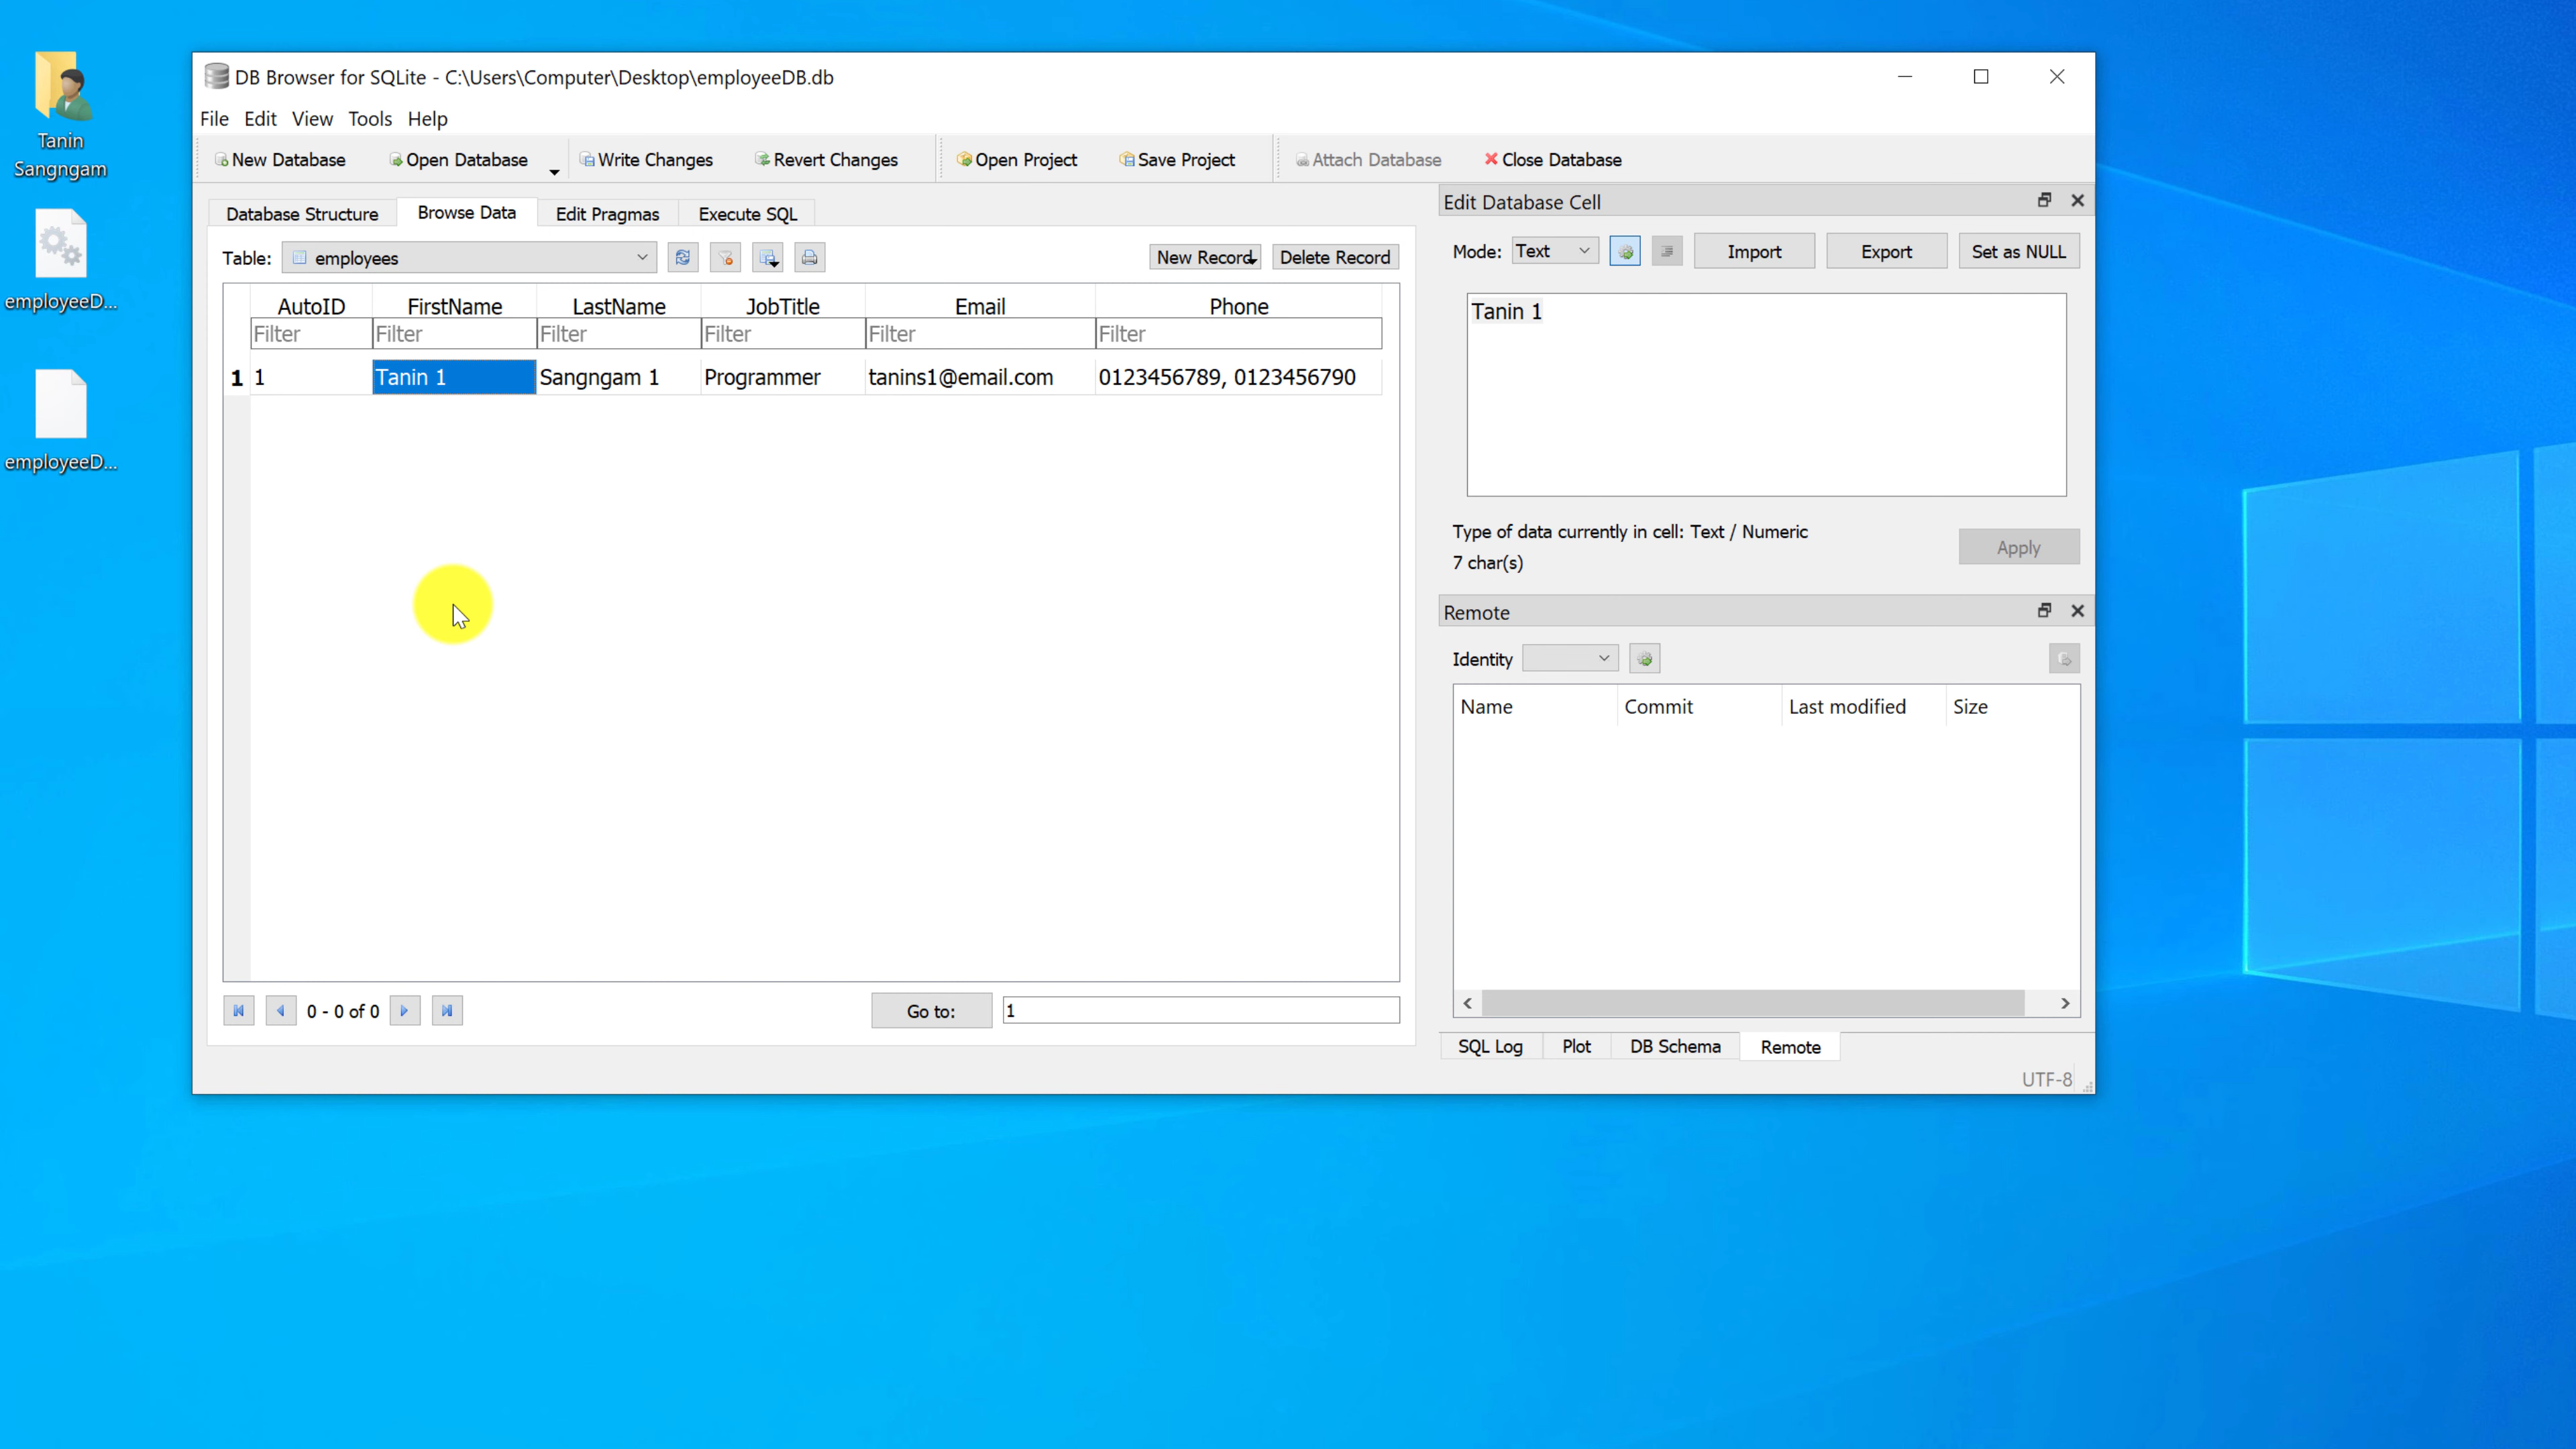 Tanin
Sangngam
employeeD...
employeeD...
DB Browser for SQLite - C:\Users\Computer\Desktop\employeeDB.db
File Edit View Tools Help
New Database Open Database Write Changes Revert Changes Open Project Save Project Attach Database Close Database
Database Structure Browse Data Edit Pragmas Execute SQL
Table: employees New Record Delete Record
AutoID FirstName LastName JobTitle Email Phone
Filter Filter Filter Filter Filter Filter
1 1 Tanin 1 Sangngam 1 Programmer tanins1@email.com 0123456789, 0123456790
0 - 0 of 0 Go to: 1
Edit Database Cell
Mode: Text Import Export Set as NULL
Tanin 1
Type of data currently in cell: Text / Numeric
7 char(s)
Apply
Remote
Identity
Name Commit Last modified Size
SQL Log Plot DB Schema Remote
UTF-8